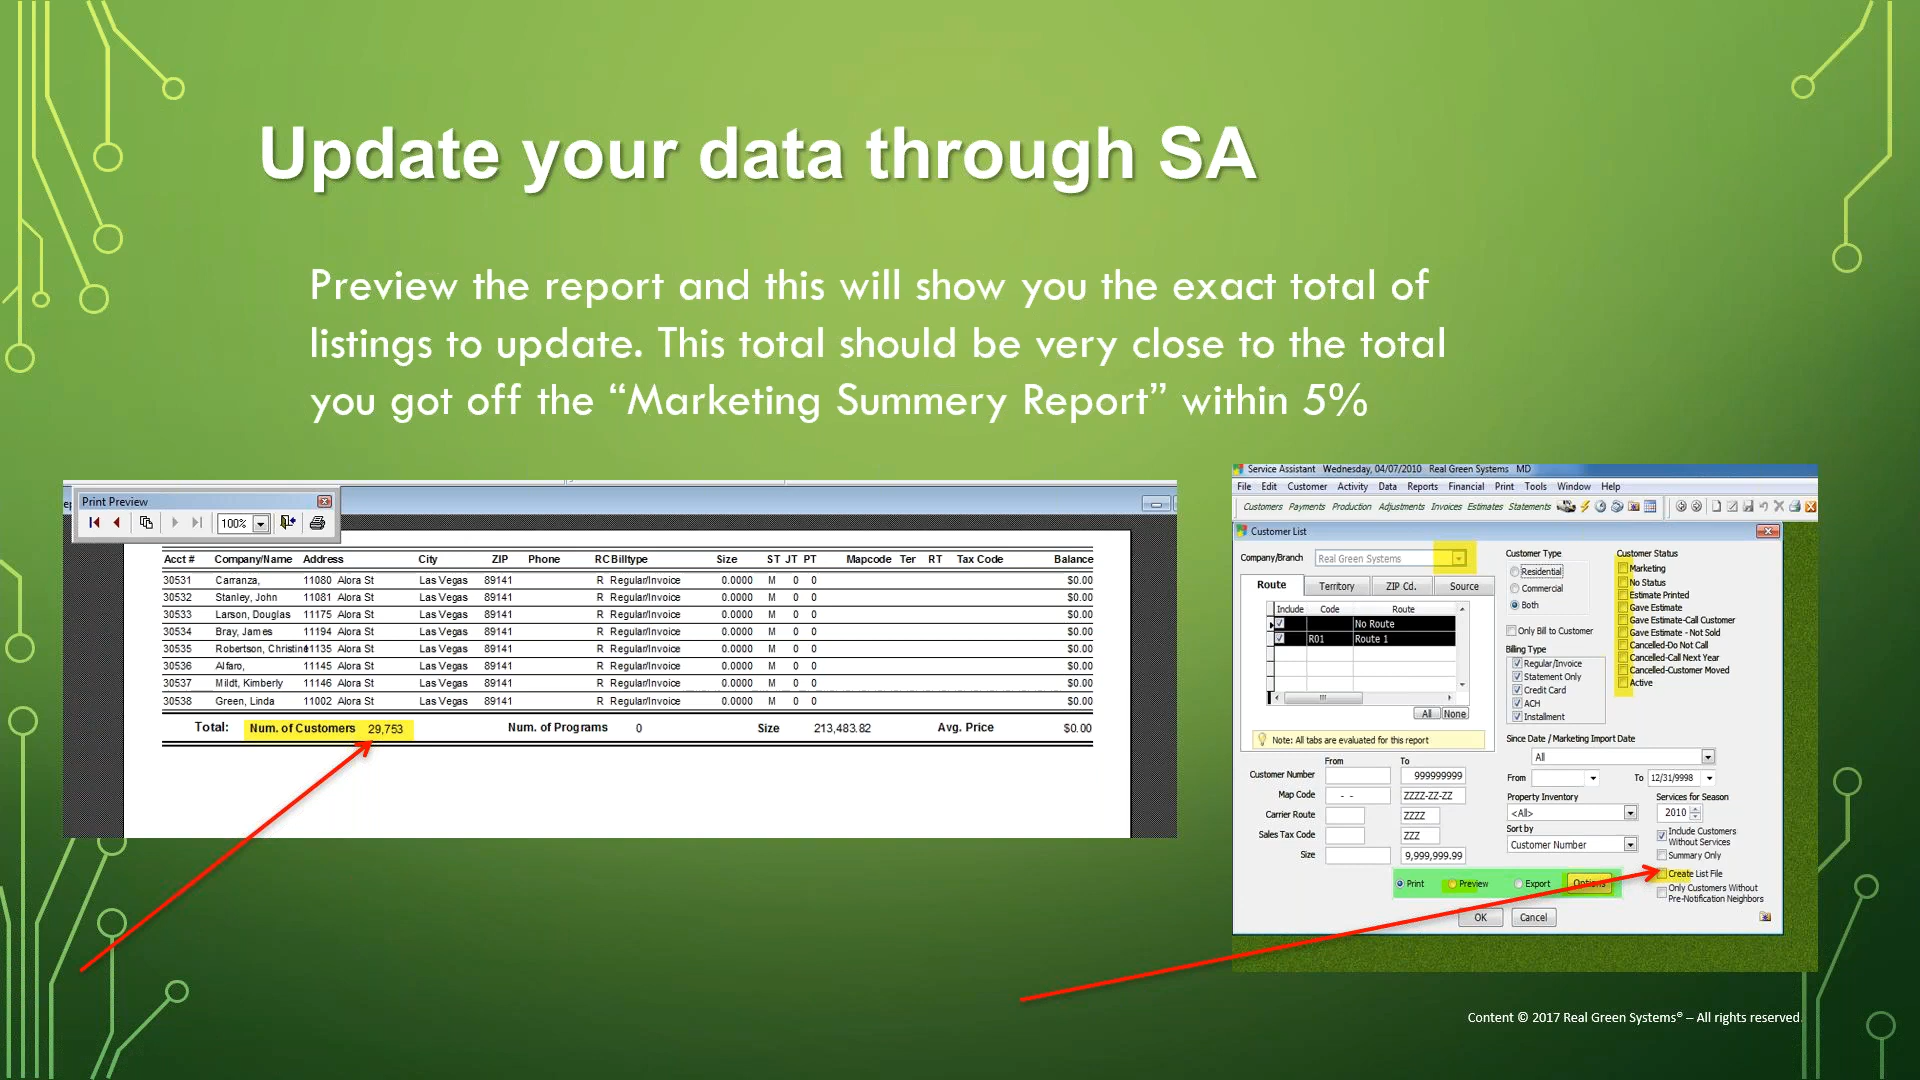 Update your data through SA
Preview the report and this will show you the exact total of
listings to update. This total should be very close to the total
you got off the “Marketing Summery Report” within 5%
Print Preview
100%
Acct # Company/Name Address City ZIP Phone RC Billtype Size ST JT PT Mapcode Ter RT Tax Code Balance
30531 Carranza, 11080 Alora St Las Vegas 89141 R Regular/Invoice 0.0000 M 0 0 $0.00
30532 Stanley, John 11081 Alora St Las Vegas 89141 R Regular/Invoice 0.0000 M 0 0 $0.00
30533 Larson, Douglas 11175 Alora St Las Vegas 89141 R Regular/Invoice 0.0000 M 0 0 $0.00
30534 Bray, James 11194 Alora St Las Vegas 89141 R Regular/Invoice 0.0000 M 0 0 $0.00
30535 Robertson, Christine 11135 Alora St Las Vegas 89141 R Regular/Invoice 0.0000 M 0 0 $0.00
30536 Alfaro, 11145 Alora St Las Vegas 89141 R Regular/Invoice 0.0000 M 0 0 $0.00
30537 Mildt, Kimberly 11146 Alora St Las Vegas 89141 R Regular/Invoice 0.0000 M 0 0 $0.00
30538 Green, Linda 11002 Alora St Las Vegas 89141 R Regular/Invoice 0.0000 M 0 0 $0.00
Total: Num. of Customers 29,753 Num. of Programs 0 Size 213,483.82 Avg. Price $0.00
Service Assistant Wednesday, 04/07/2010 Real Green Systems MD
File Edit Customer Activity Data Reports Financial Print Tools Window Help
Customers Payments Production Adjustments Invoices Estimates Statements
Customer List
Company/Branch Real Green Systems
Route Territory ZIP Cd. Source
Include Code Route
No Route
R01 Route 1
All None
Note: All tabs are evaluated for this report
From To
Customer Number 999999999
Map Code - - ZZZZ-ZZ-ZZ
Carrier Route ZZZZ
Sales Tax Code ZZZ
Size 9,999,999.99
Customer Type
Residential
Commercial
Both
Only Bill to Customer
Billing Type
Regular/Invoice
Statement Only
Credit Card
ACH
Installment
Customer Status
Marketing
No Status
Estimate Printed
Gave Estimate
Gave Estimate-Call Customer
Gave Estimate - Not Sold
Cancelled-Do Not Call
Cancelled-Call Next Year
Cancelled-Customer Moved
Active
Since Date / Marketing Import Date
All
From To 12/31/9998
Property Inventory
<All>
Sort by
Customer Number
Services for Season
2010
Include Customers
Without Services
Summary Only
Create List File
Only Customers Without
Pre-Notification Neighbors
Print Preview Export Options
OK Cancel
Content © 2017 Real Green Systems® – All rights reserved.